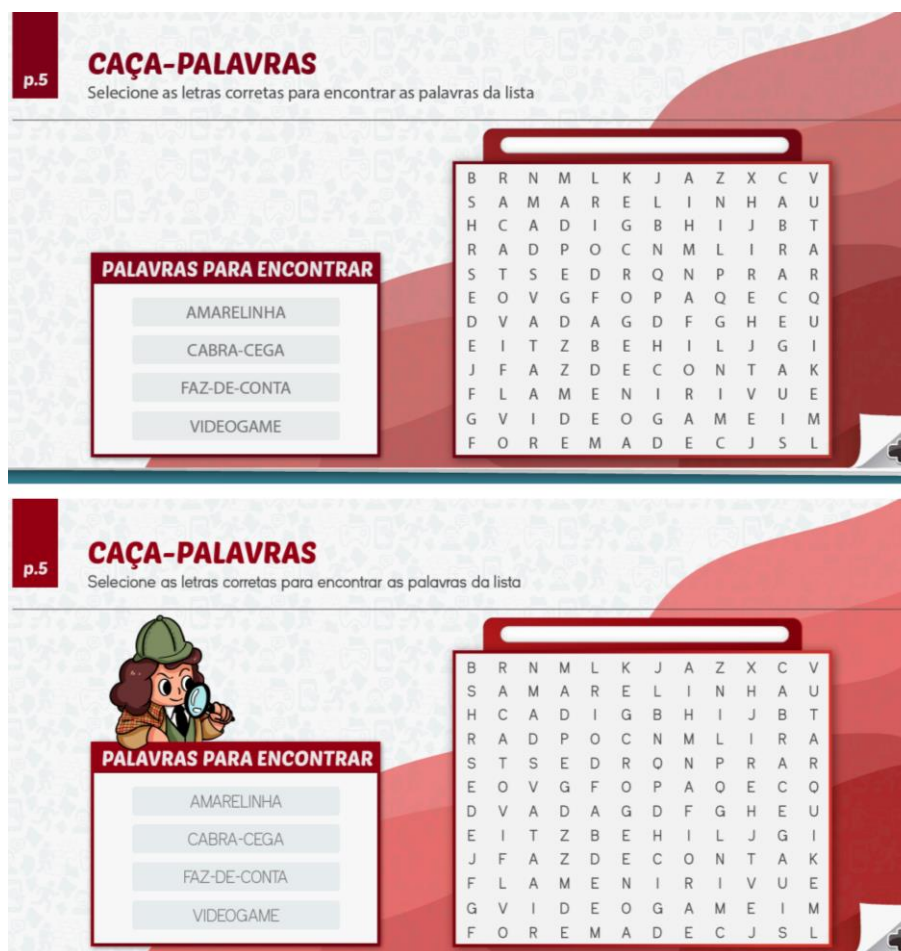 p.5
CAÇA-PALAVRAS
Selecione as letras corretas para encontrar as palavras da lista
PALAVRAS PARA ENCONTRAR
AMARELINHA
CABRA-CEGA
FAZ-DE-CONTA
VIDEOGAME
B R N M L K J A Z X C V
S A M A R E L I N H A U
H C A D I G B H I J B T
R A D P O C N M L I R A
S T S E D R Q N P R A R
E O V G F O P A Q E C Q
D V A D A G D F G H E U
E I T Z B E H I L J G I
J F A Z D E C O N T A K
F L A M E N I R I V U E
G V I D E O G A M E I M
F O R E M A D E C J S L
p.5
CAÇA-PALAVRAS
Selecione as letras corretas para encontrar as palavras da lista
PALAVRAS PARA ENCONTRAR
AMARELINHA
CABRA-CEGA
FAZ-DE-CONTA
VIDEOGAME
B R N M L K J A Z X C V
S A M A R E L I N H A U
H C A D I G B H I J B T
R A D P O C N M L I R A
S T S E D R Q N P R A R
E O V G F O P A Q E C Q
D V A D A G D F G H E U
E I T Z B E H I L J G I
J F A Z D E C O N T A K
F L A M E N I R I V U E
G V I D E O G A M E I M
F O R E M A D E C J S L